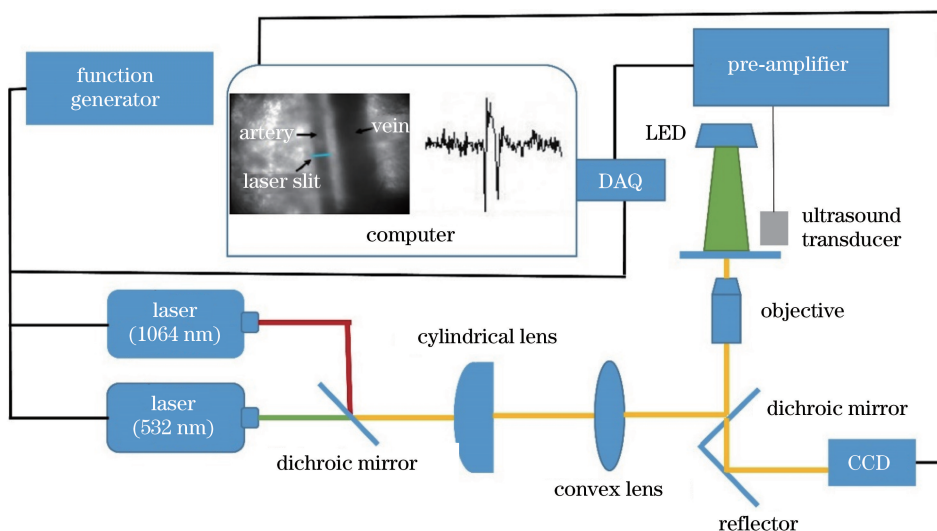 function
generator
artery
vein
laser slit
computer
DAQ
pre-amplifier
LED
ultrasound
transducer
objective
laser
(1064 nm)
laser
(532 nm)
cylindrical lens
dichroic mirror
convex lens
dichroic mirror
CCD
reflector